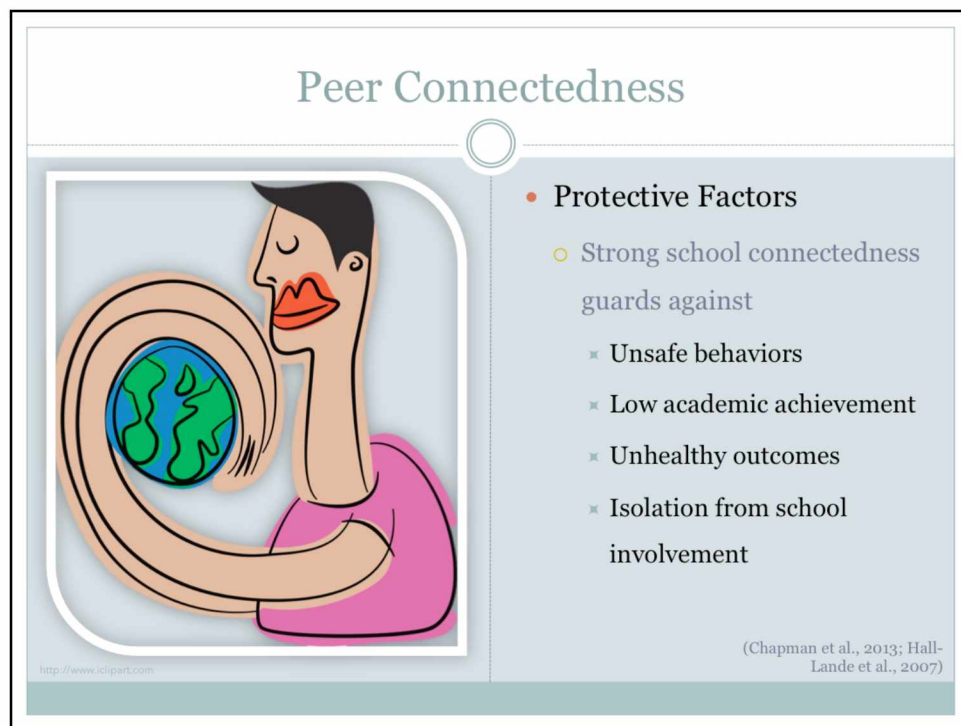 Peer Connectedness
Protective Factors
Strong school connectedness
guards against
Unsafe behaviors
Low academic achievement
Unhealthy outcomes
Isolation from school
involvement
(Chapman et al., 2013; Hall-
Lande et al., 2007)
http://www.iclipart.com